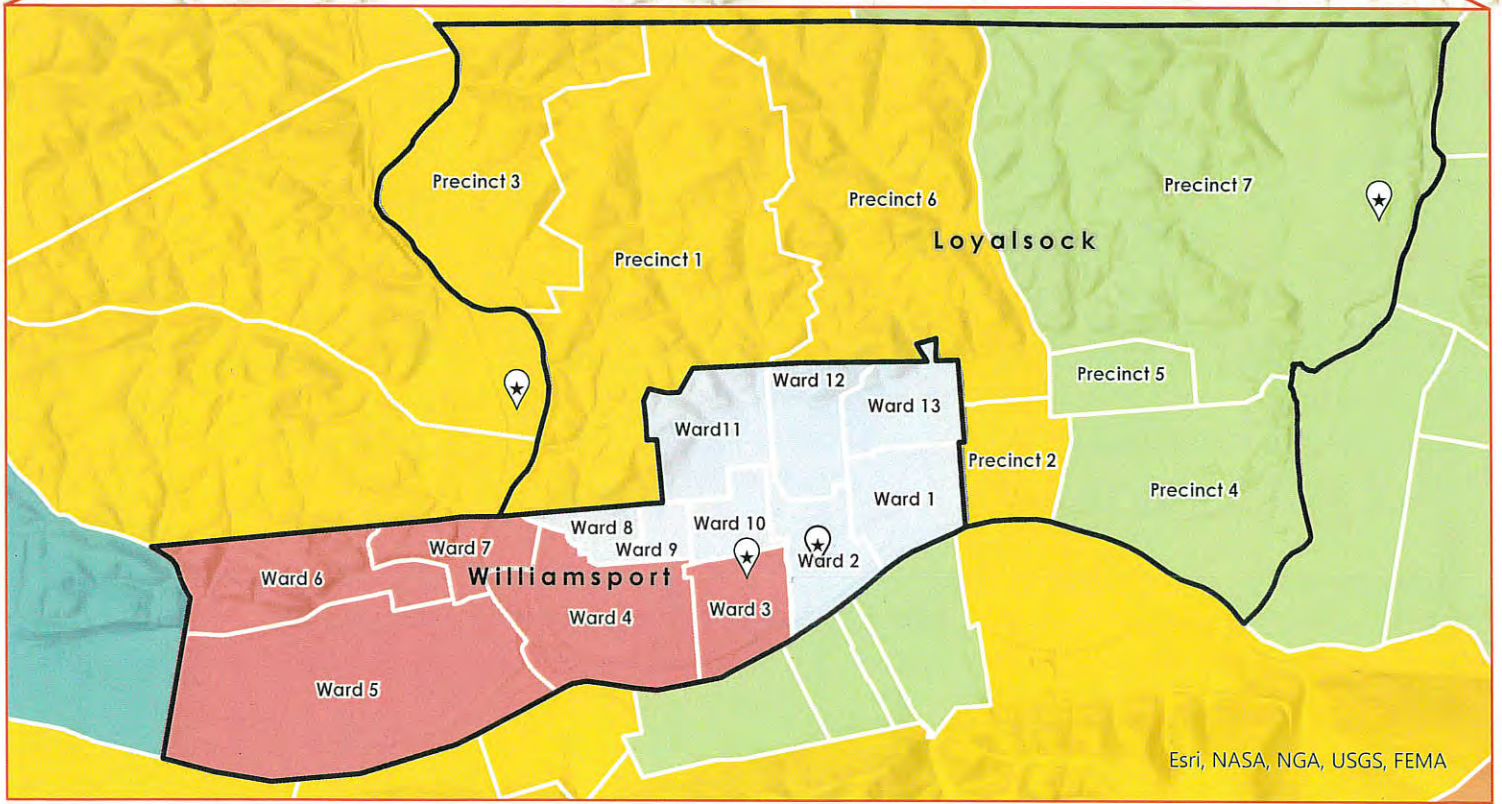 Precinct 3
Precinct 1
Precinct 6
Precinct 7
Loyalsock
Precinct 5
Ward 12
Ward 13
Ward11
Precinct 2
Precinct 4
Ward 1
Ward 8
Ward 10
Ward 9
Ward 2
Ward 7
Ward 6
Williamsport
Ward 4
Ward 3
Ward 5
Esri, NASA, NGA, USGS, FEMA